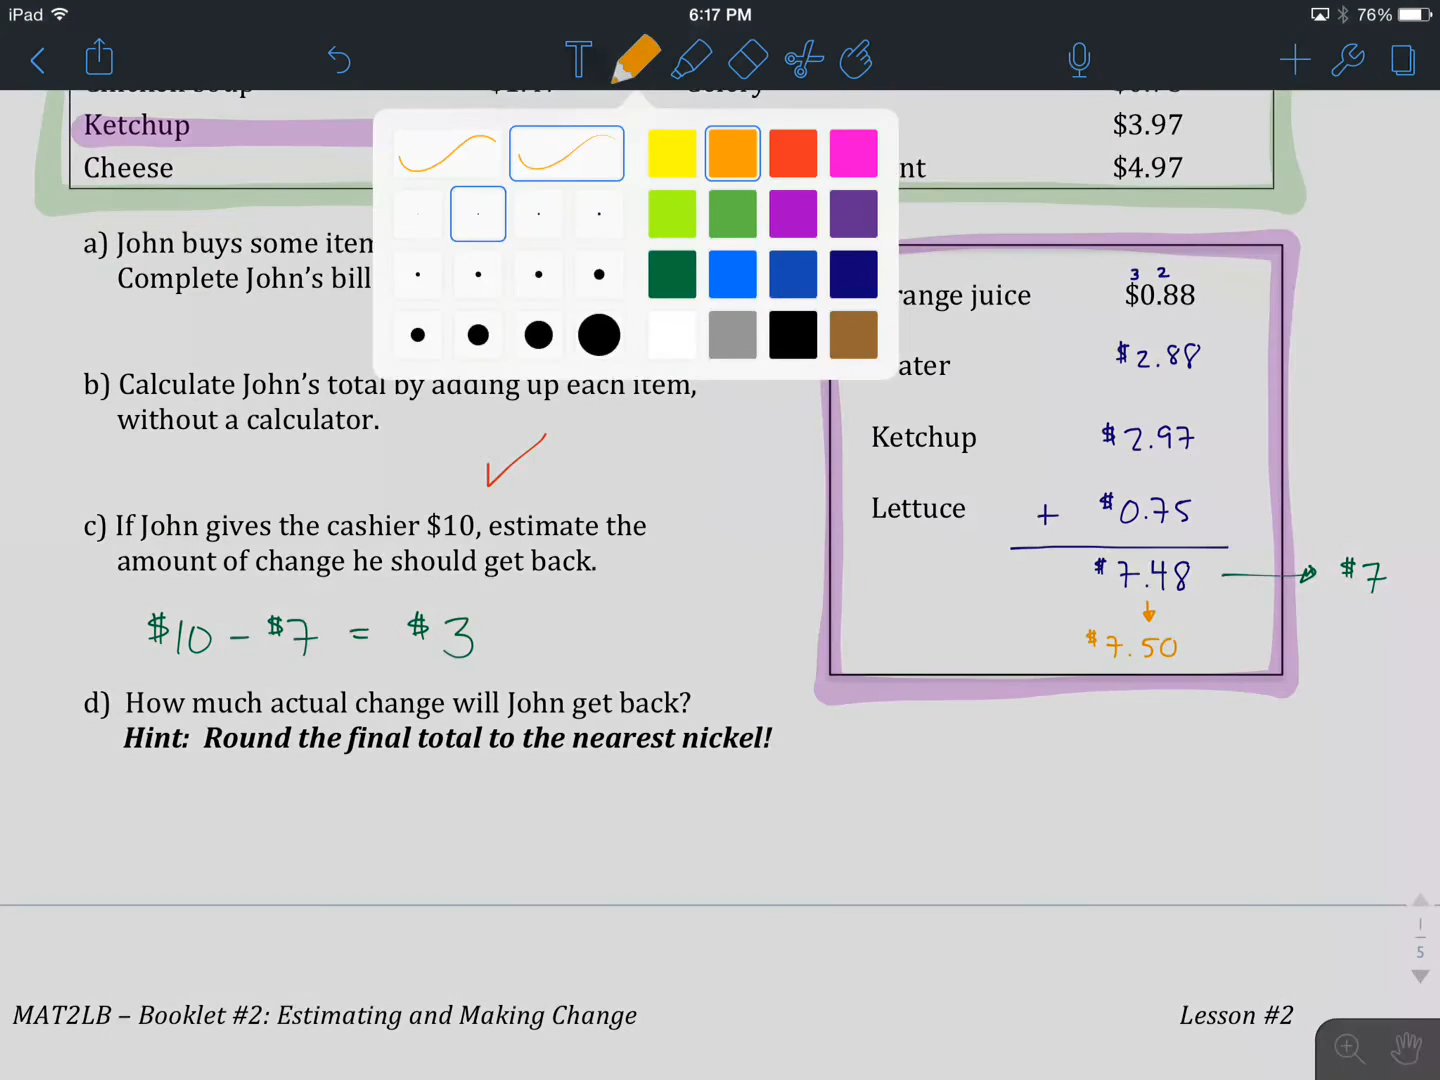 iPad 6:17 PM 76%
Ketchup $3.97
Cheese nt $4.97
a) John buys some item
Complete John's bill
3 2
range juice $0.88
ater $2.88
b) Calculate John's total by adding up each item,
without a calculator.
Ketchup $2.97
Lettuce + $0.75
c) If John gives the cashier $10, estimate the
amount of change he should get back.
$7.48 → $7
$10 - $7 = $3
$7.50
d) How much actual change will John get back?
Hint: Round the final total to the nearest nickel!
1
5
MAT2LB – Booklet #2: Estimating and Making Change Lesson #2